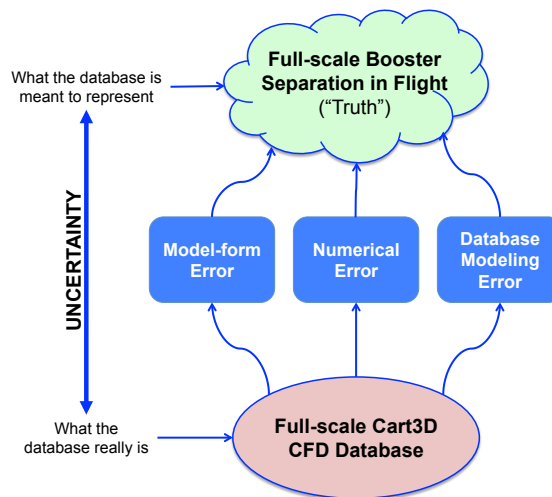 Full-scale Booster
Separation in Flight
(“Truth”)
What the database is
meant to represent
UNCERTAINTY
Model-form
Error
Numerical
Error
Database
Modeling
Error
What the
database really is
Full-scale Cart3D
CFD Database